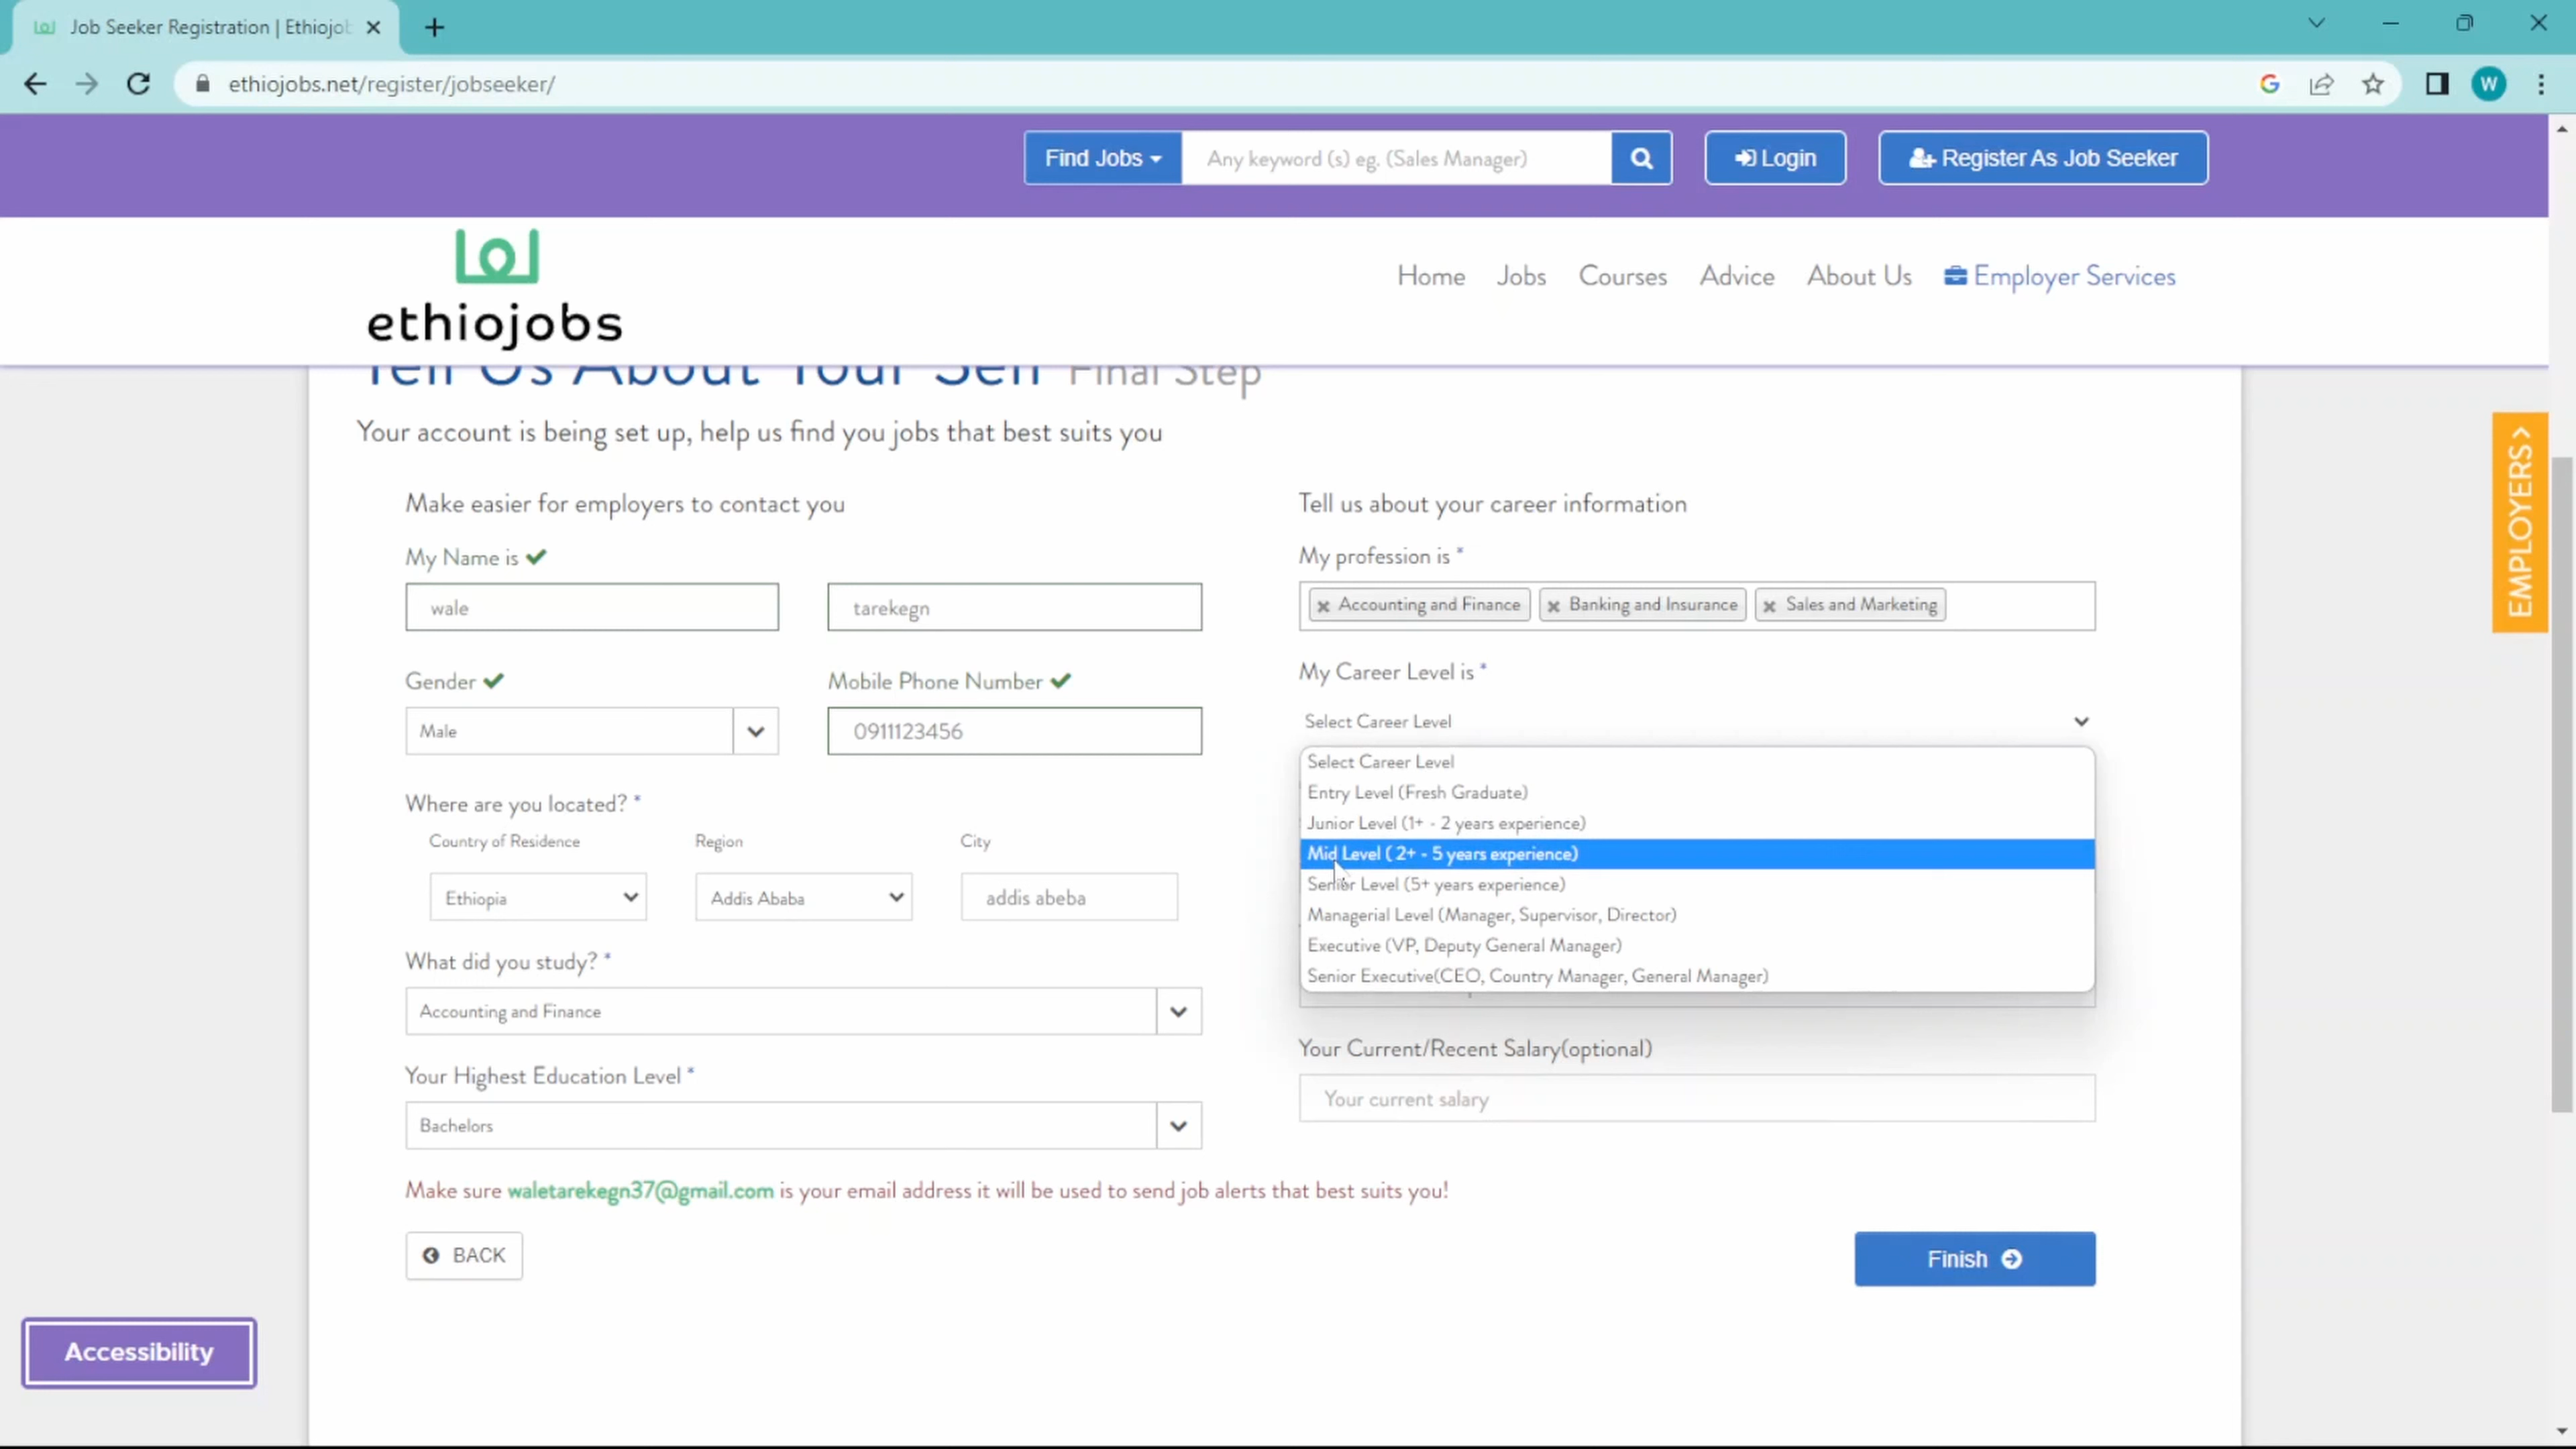 Job Seeker Registration | Ethiojob
ethiojobs.net/register/jobseeker/
W
Find Jobs
Any keyword (s) eg. (Sales Manager)
Login
Register As Job Seeker
ethiojobs
Home
Jobs
Courses
Advice
About Us
Employer Services
Tell Us About Your Self Final Step
Your account is being set up, help us find you jobs that best suits you
EMPLOYERS
Make easier for employers to contact you
My Name is
wale
tarekegn
Gender
Mobile Phone Number
Male
0911123456
Where are you located? *
Country of Residence
Region
City
Ethiopia
Addis Ababa
addis abeba
What did you study? *
Accounting and Finance
Your Highest Education Level *
Bachelors
Tell us about your career information
My profession is *
× Accounting and Finance
× Banking and Insurance
× Sales and Marketing
My Career Level is *
Select Career Level
Select Career Level
Entry Level (Fresh Graduate)
Junior Level (1+ - 2 years experience)
Mid Level ( 2+ - 5 years experience)
Senior Level (5+ years experience)
Managerial Level (Manager, Supervisor, Director)
Executive (VP, Deputy General Manager)
Senior Executive(CEO, Country Manager, General Manager)
Your Current/Recent Salary(optional)
Your current salary
Make sure waletarekegn37@gmail.com is your email address it will be used to send job alerts that best suits you!
BACK
Finish
Accessibility